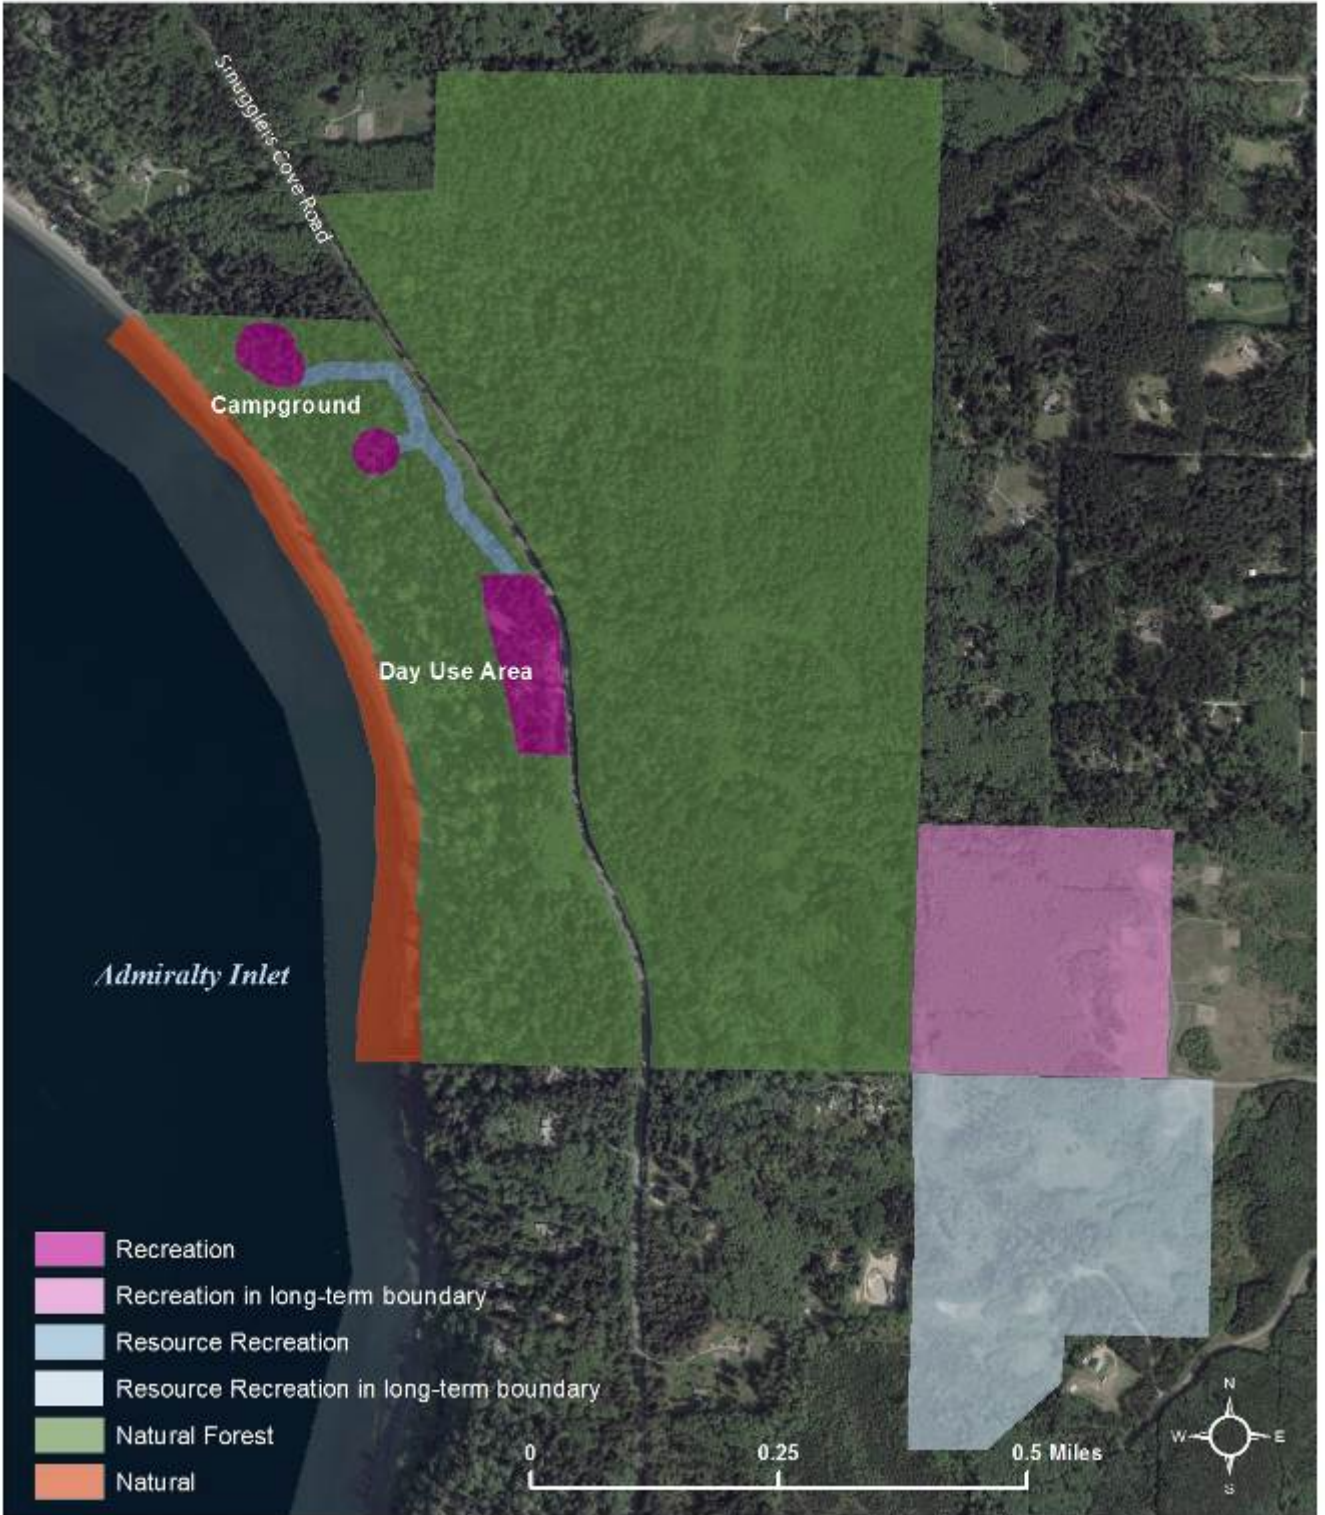 Smugglers Cove Road
Campground
Day Use Area
Admiralty Inlet
Recreation
Recreation in long-term boundary
Resource Recreation
Resource Recreation in long-term boundary
Natural Forest
Natural
0 0.25 0.5 Miles
N
W E
S